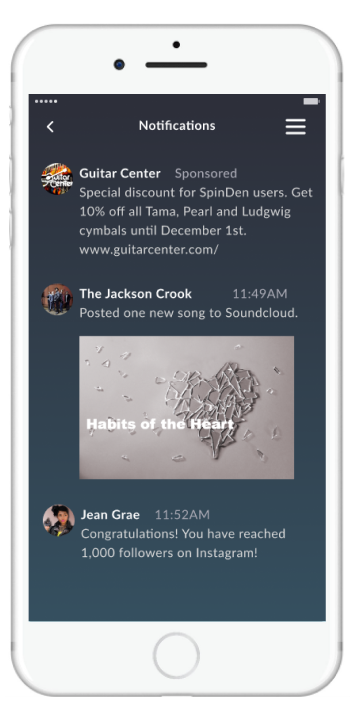 Notifications
Guitar Center Sponsored
Special discount for SpinDen users. Get
10% off all Tama, Pearl and Ludgwig
cymbals until December 1st.
www.guitarcenter.com/
Guitar
Center
The Jackson Crook 11:49AM
Posted one new song to Soundcloud.
Habits of the Heart
Jean Grae 11:52AM
Congratulations! You have reached
1,000 followers on Instagram!